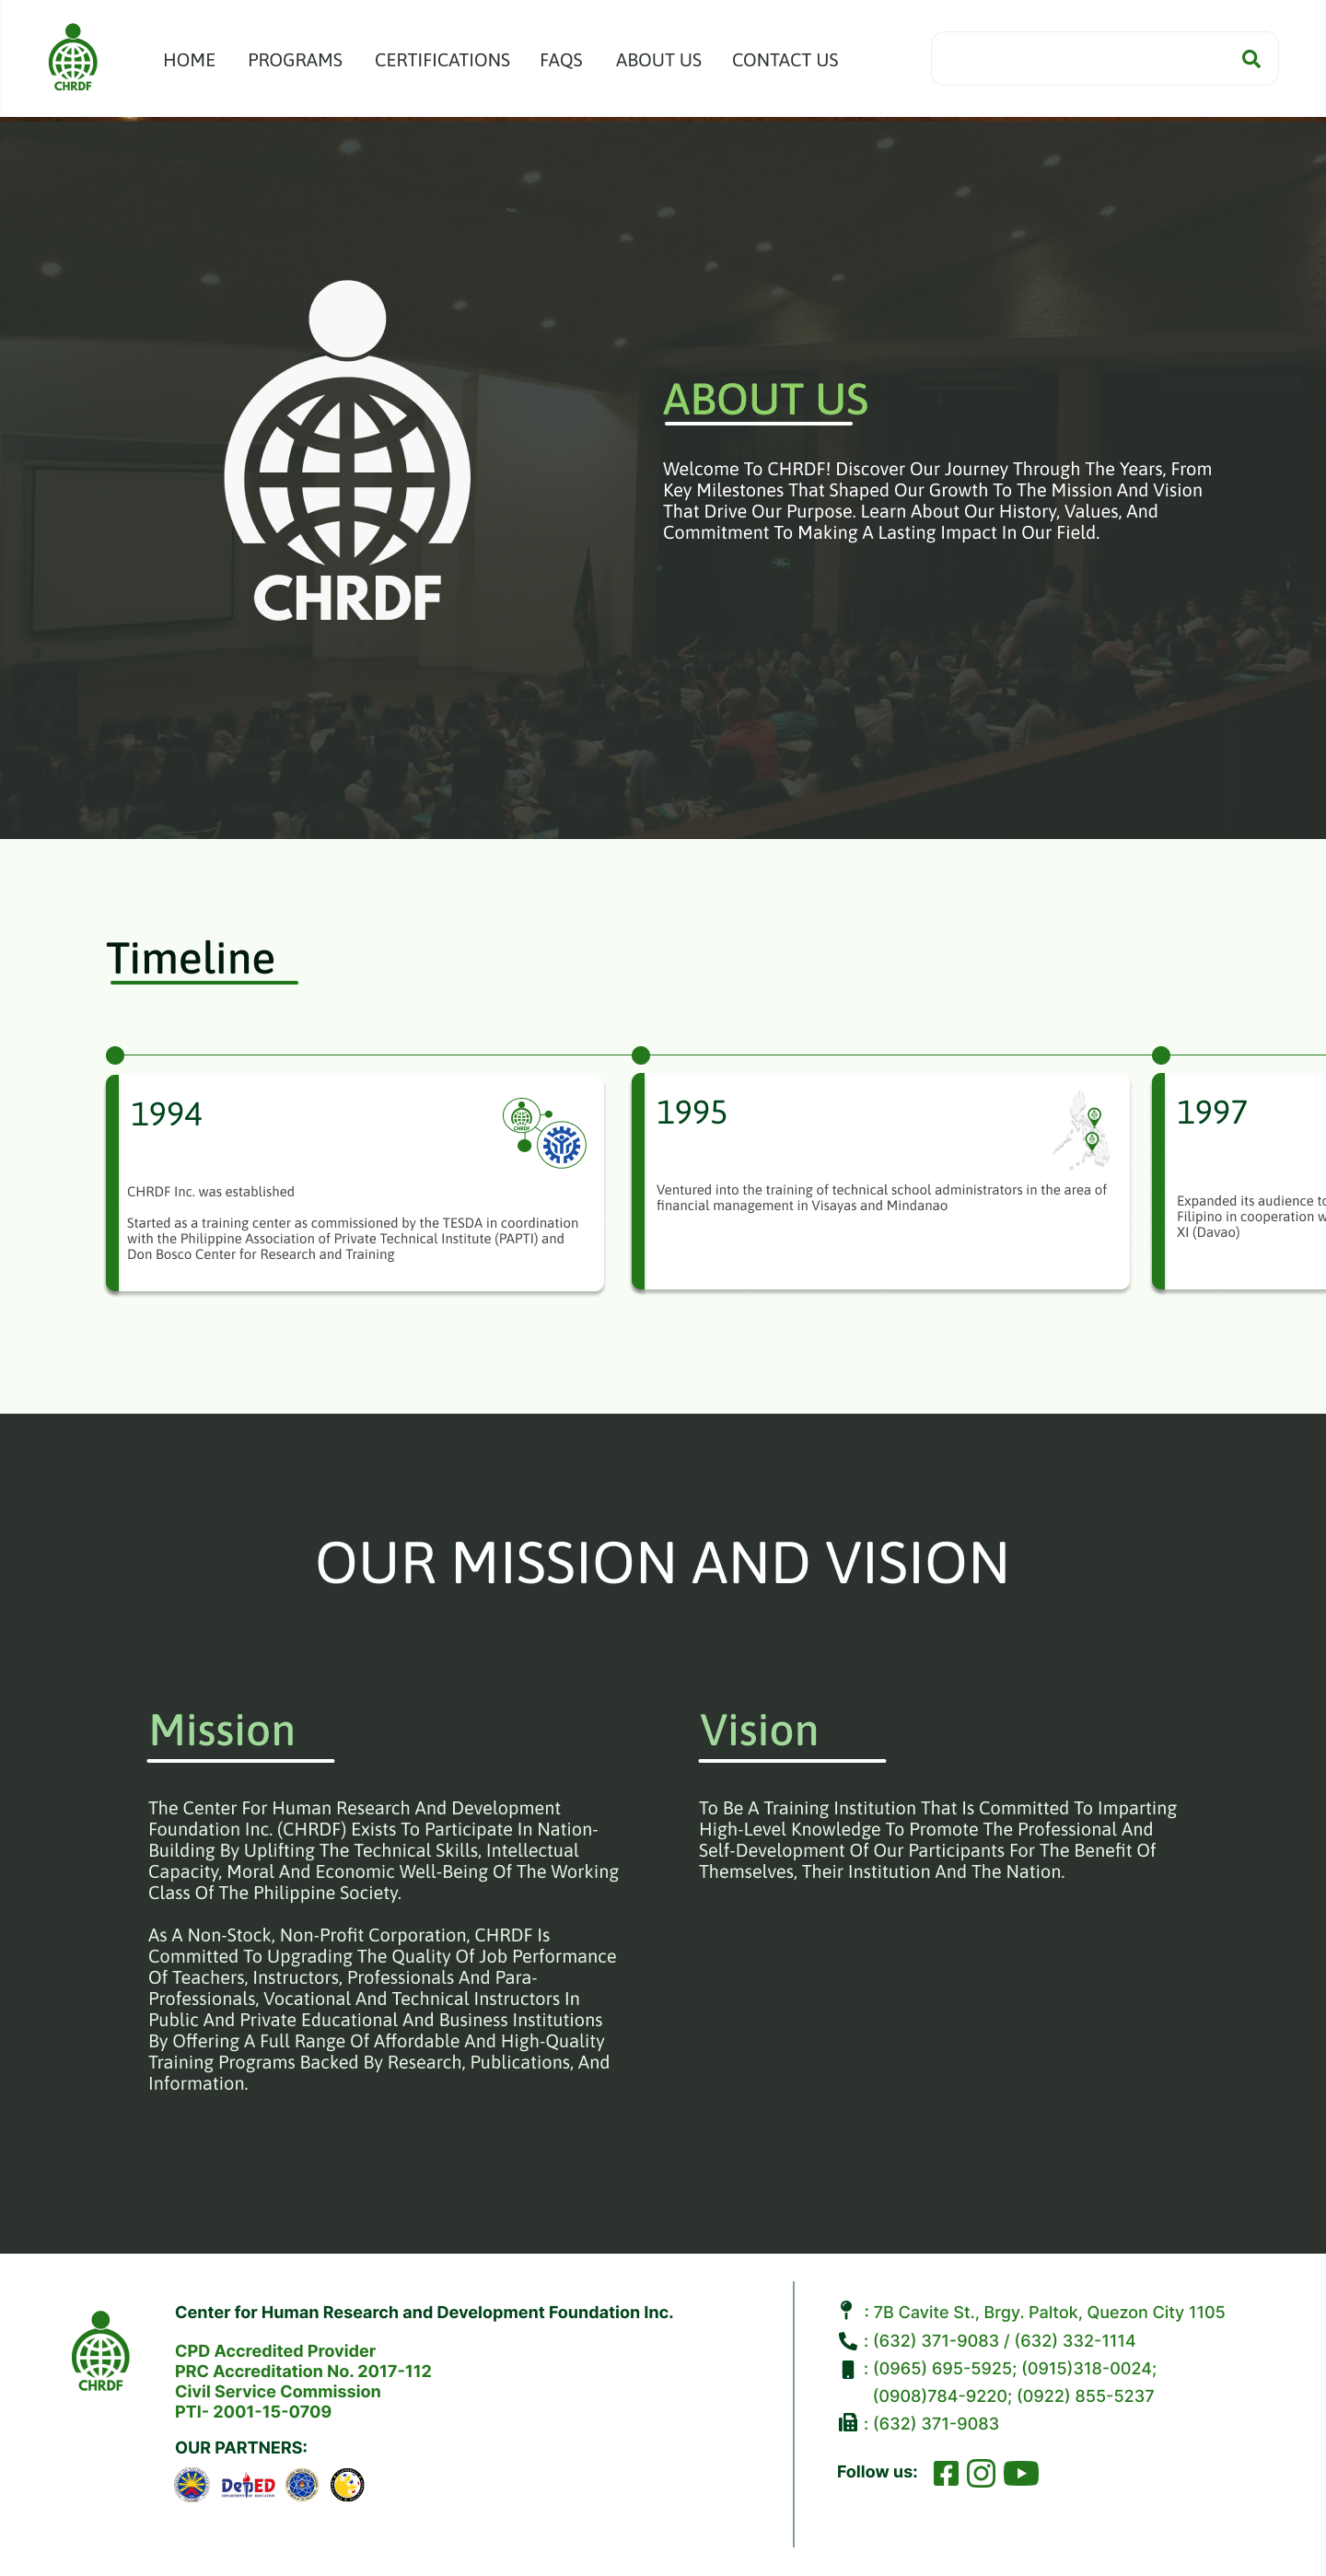 CHRDF
HOME PROGRAMS CERTIFICATIONS FAQS ABOUT US CONTACT US
CHRDF
ABOUT US
Welcome To CHRDF! Discover Our Journey Through The Years, From
Key Milestones That Shaped Our Growth To The Mission And Vision
That Drive Our Purpose. Learn About Our History, Values, And
Commitment To Making A Lasting Impact In Our Field.
Timeline
1994
CHRDF
CHRDF Inc. was established
Started as a training center as commissioned by the TESDA in coordination
with the Philippine Association of Private Technical Institute (PAPTI) and
Don Bosco Center for Research and Training
1995
Ventured into the training of technical school administrators in the area of
financial management in Visayas and Mindanao
1997
Expanded its audience to
Filipino in cooperation w
XI (Davao)
OUR MISSION AND VISION
Mission
The Center For Human Research And Development
Foundation Inc. (CHRDF) Exists To Participate In Nation-
Building By Uplifting The Technical Skills, Intellectual
Capacity, Moral And Economic Well-Being Of The Working
Class Of The Philippine Society.
As A Non-Stock, Non-Profit Corporation, CHRDF Is
Committed To Upgrading The Quality Of Job Performance
Of Teachers, Instructors, Professionals And Para-
Professionals, Vocational And Technical Instructors In
Public And Private Educational And Business Institutions
By Offering A Full Range Of Affordable And High-Quality
Training Programs Backed By Research, Publications, And
Information.
Vision
To Be A Training Institution That Is Committed To Imparting
High-Level Knowledge To Promote The Professional And
Self-Development Of Our Participants For The Benefit Of
Themselves, Their Institution And The Nation.
CHRDF
Center for Human Research and Development Foundation Inc.
CPD Accredited Provider
PRC Accreditation No. 2017-112
Civil Service Commission
PTI- 2001-15-0709
OUR PARTNERS:
DepED
DEPARTMENT OF EDUCATION
: 7B Cavite St., Brgy. Paltok, Quezon City 1105
: (632) 371-9083 / (632) 332-1114
: (0965) 695-5925; (0915)318-0024;
(0908)784-9220; (0922) 855-5237
: (632) 371-9083
Follow us: